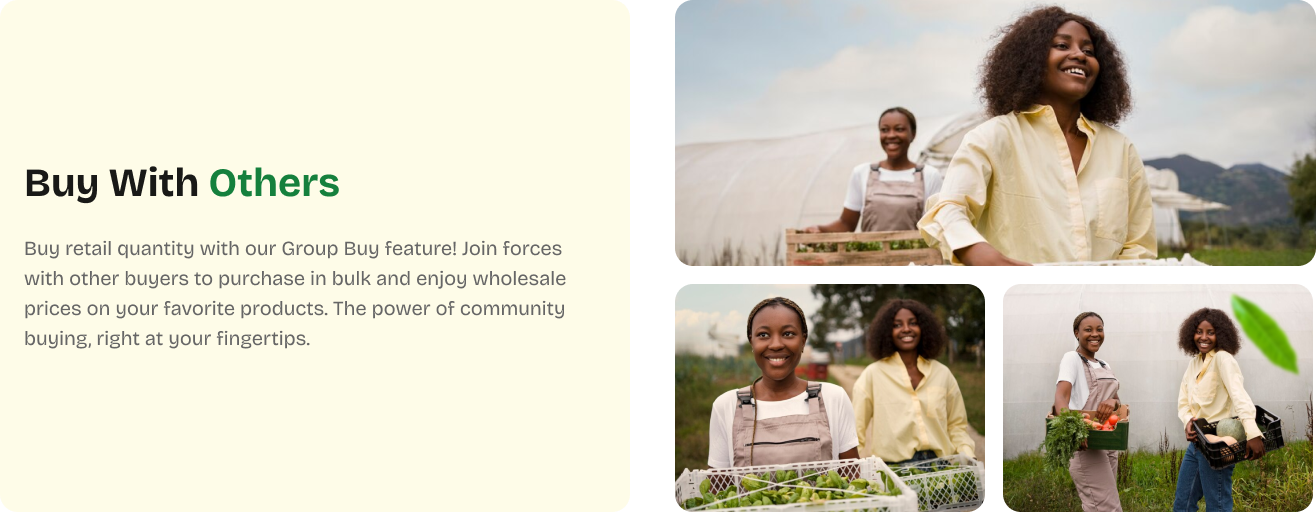 Buy With Others
Buy retail quantity with our Group Buy feature! Join forces
with other buyers to purchase in bulk and enjoy wholesale
prices on your favorite products. The power of community
buying, right at your fingertips.